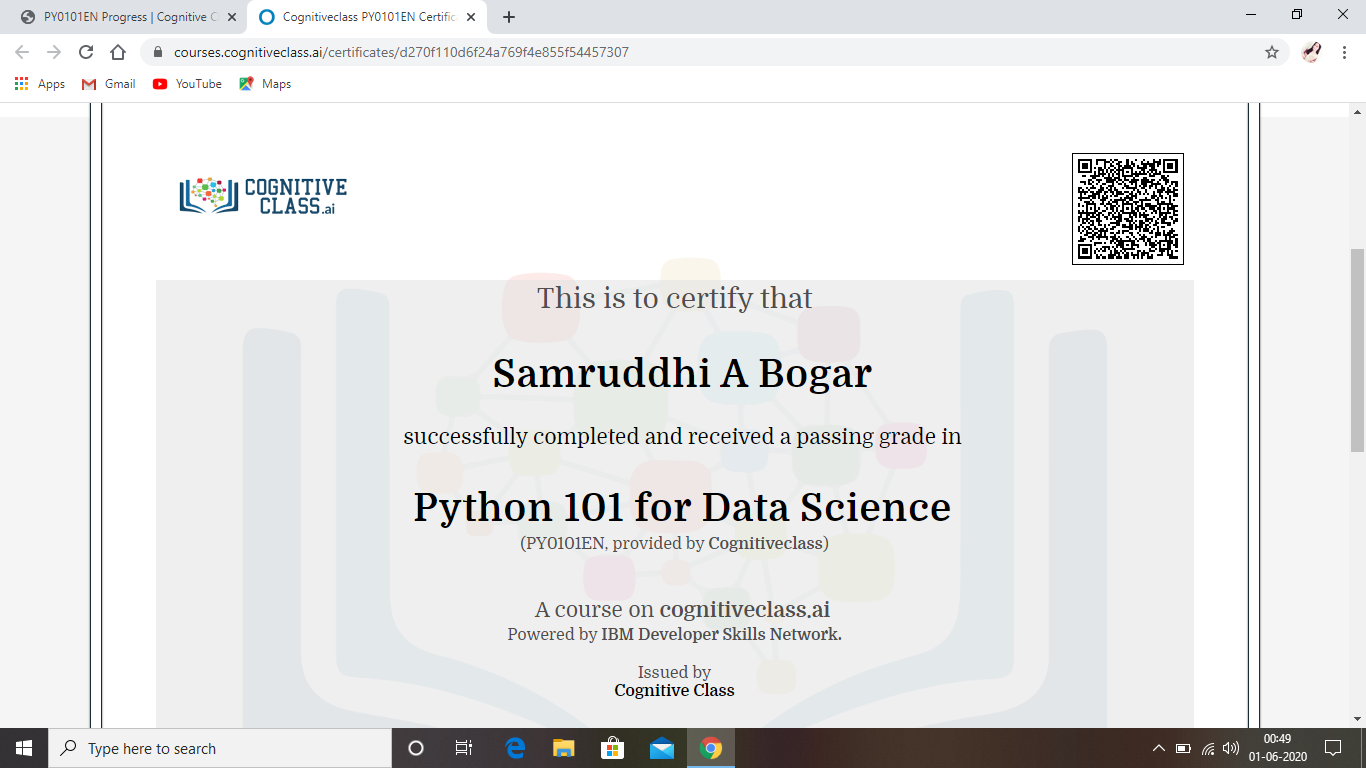 PY0101EN Progress | Cognitive C
Cognitiveclass PY0101EN Certific
courses.cognitiveclass.ai/certificates/d270f110d6f24a769f4e855f54457307
Apps
Gmail
YouTube
Maps
COGNITIVE
CLASS.ai
This is to certify that
Samruddhi A Bogar
successfully completed and received a passing grade in
Python 101 for Data Science
(PY0101EN, provided by Cognitiveclass)
A course on cognitiveclass.ai
Powered by IBM Developer Skills Network.
Issued by
Cognitive Class
Type here to search
00:49
01-06-2020